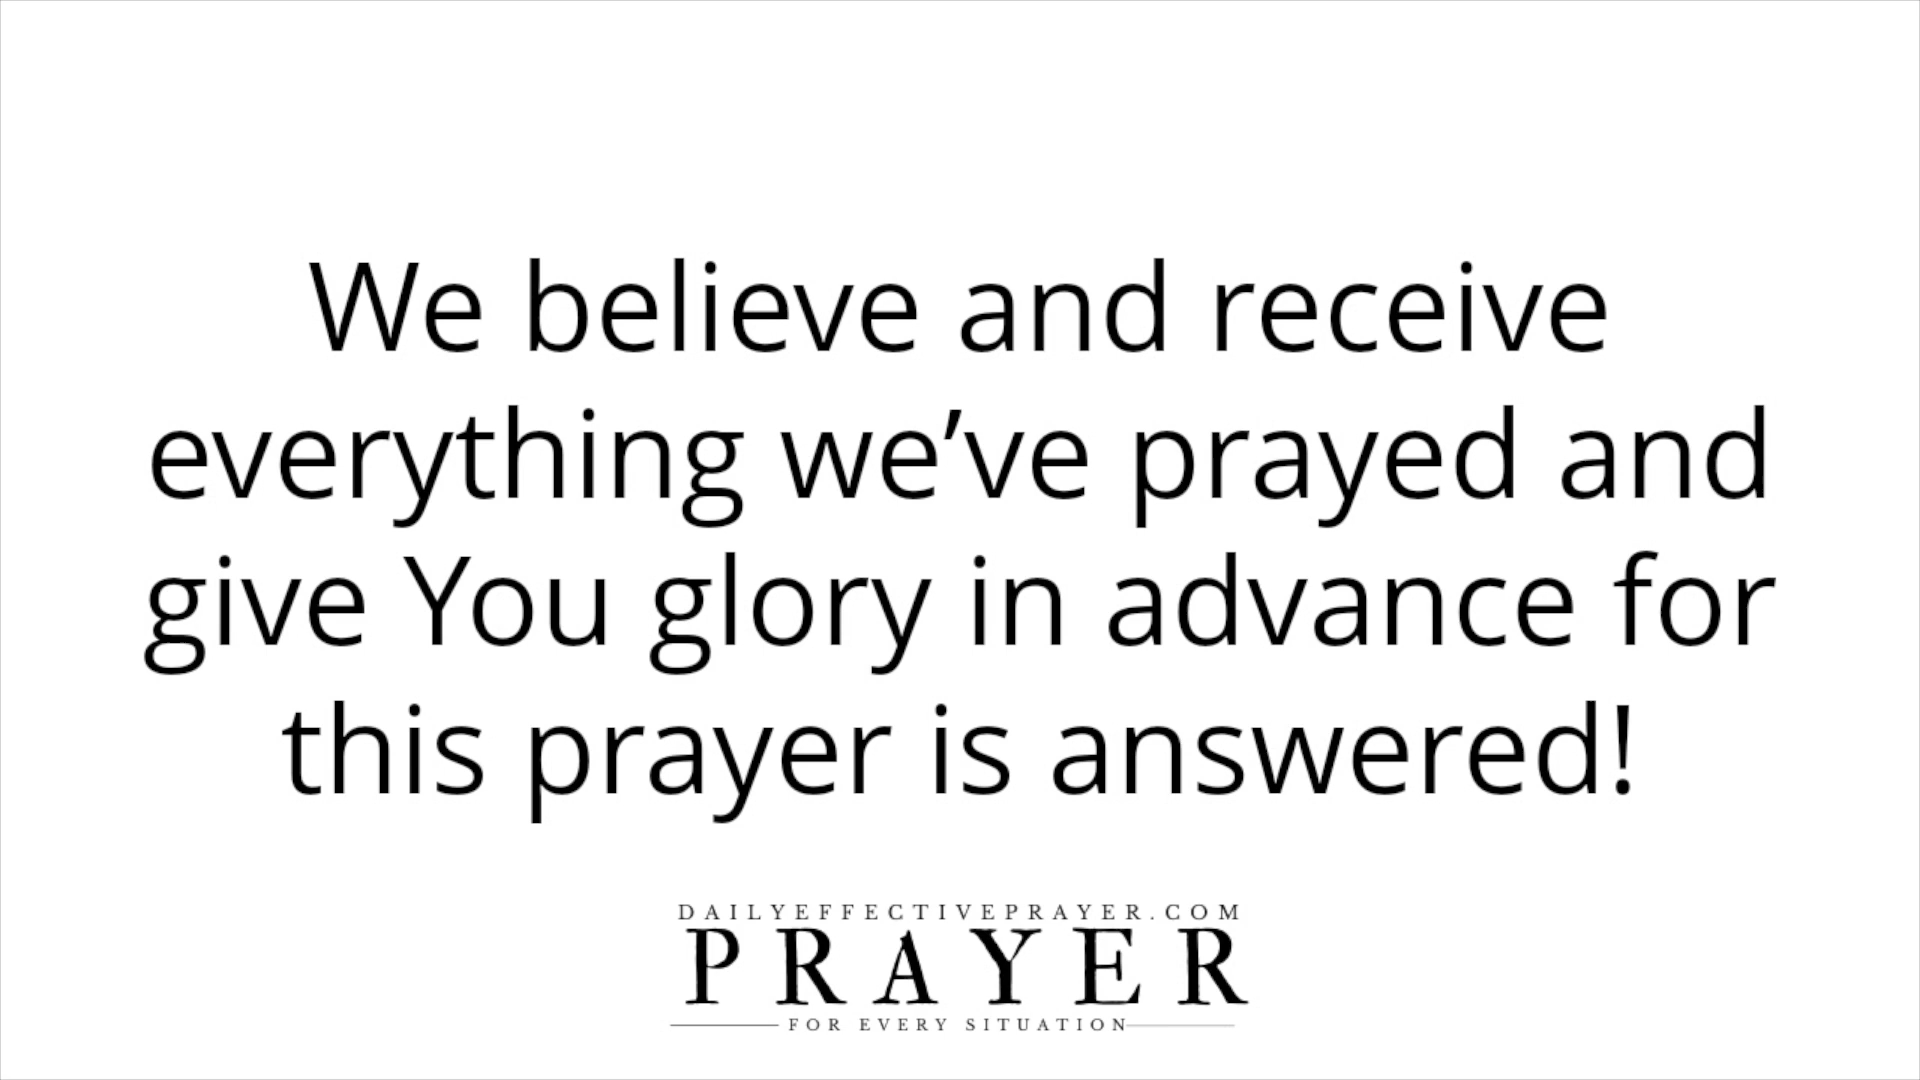 We believe and receive
everything we’ve prayed and
give You glory in advance for
this prayer is answered!
DAILYEFFECTIVEPRAYER.COM
PRAYER
FOR EVERY SITUATION